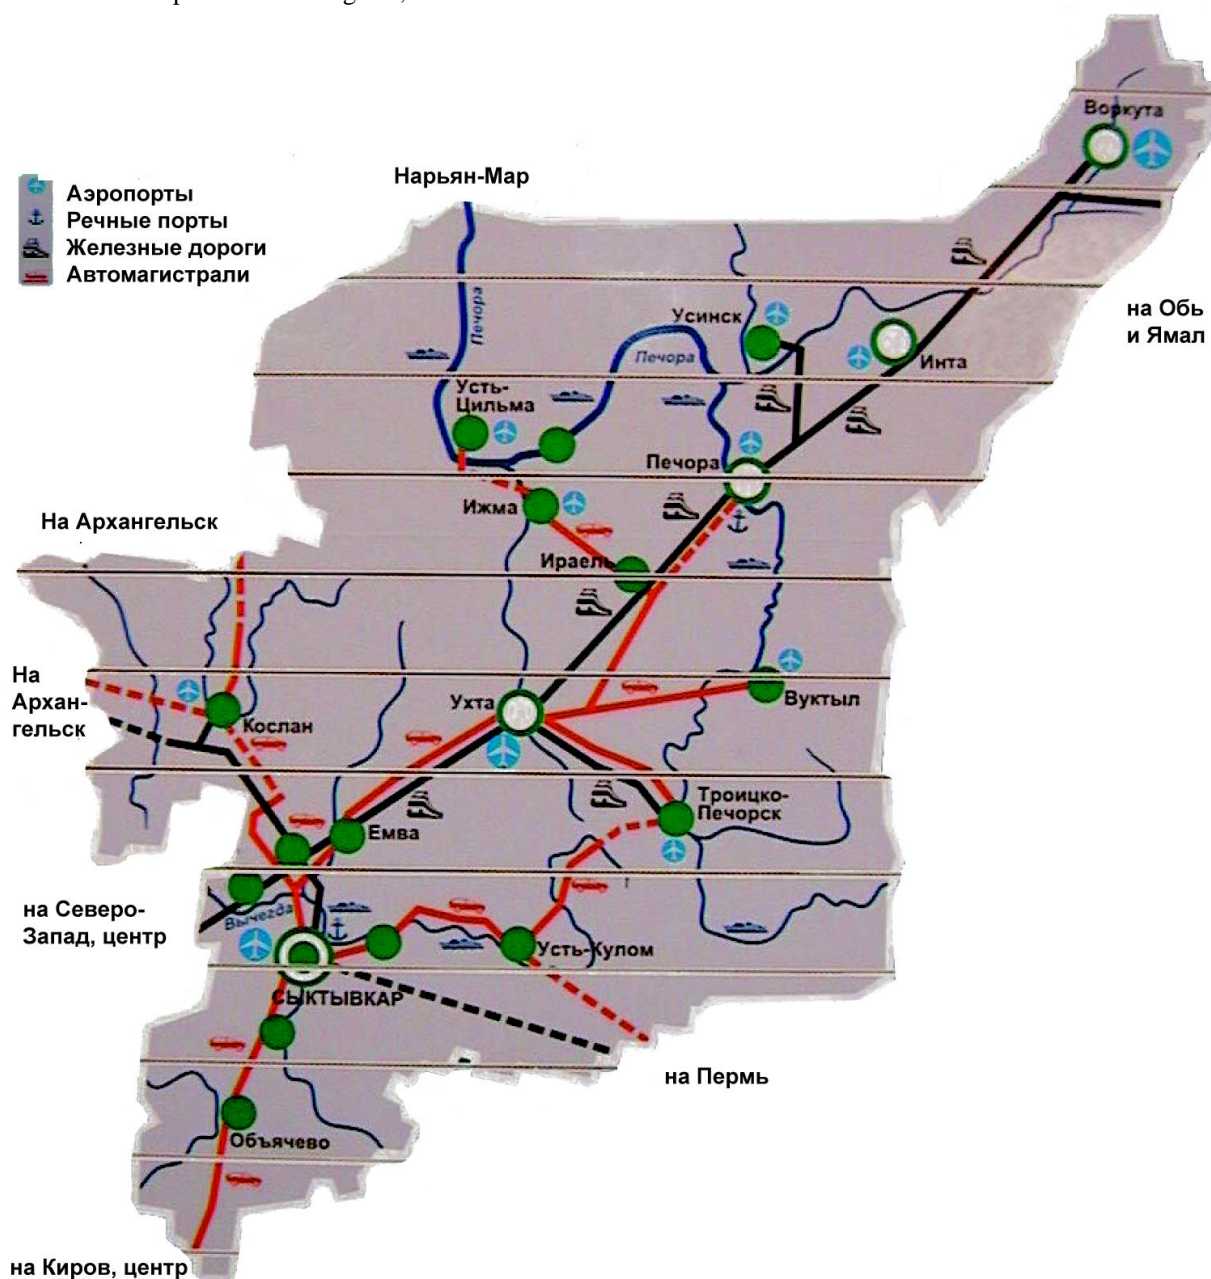 Нарьян-Мар
Аэропорты
Речные порты
Железные дороги
Автомагистрали
Воркута
на Обь
и Ямал
Печора
Усинск
Печора
Инта
Усть-
Цильма
Печора
Ижма
На Архангельск
Ираель
На
Архан-
гельск
Кослан
Ухта
Вуктыл
Троицко-
Печорск
Емва
на Северо-
Запад, центр
Вычегда
Усть-Кулом
СЫКТЫВКАР
на Пермь
Объячево
на Киров, центр